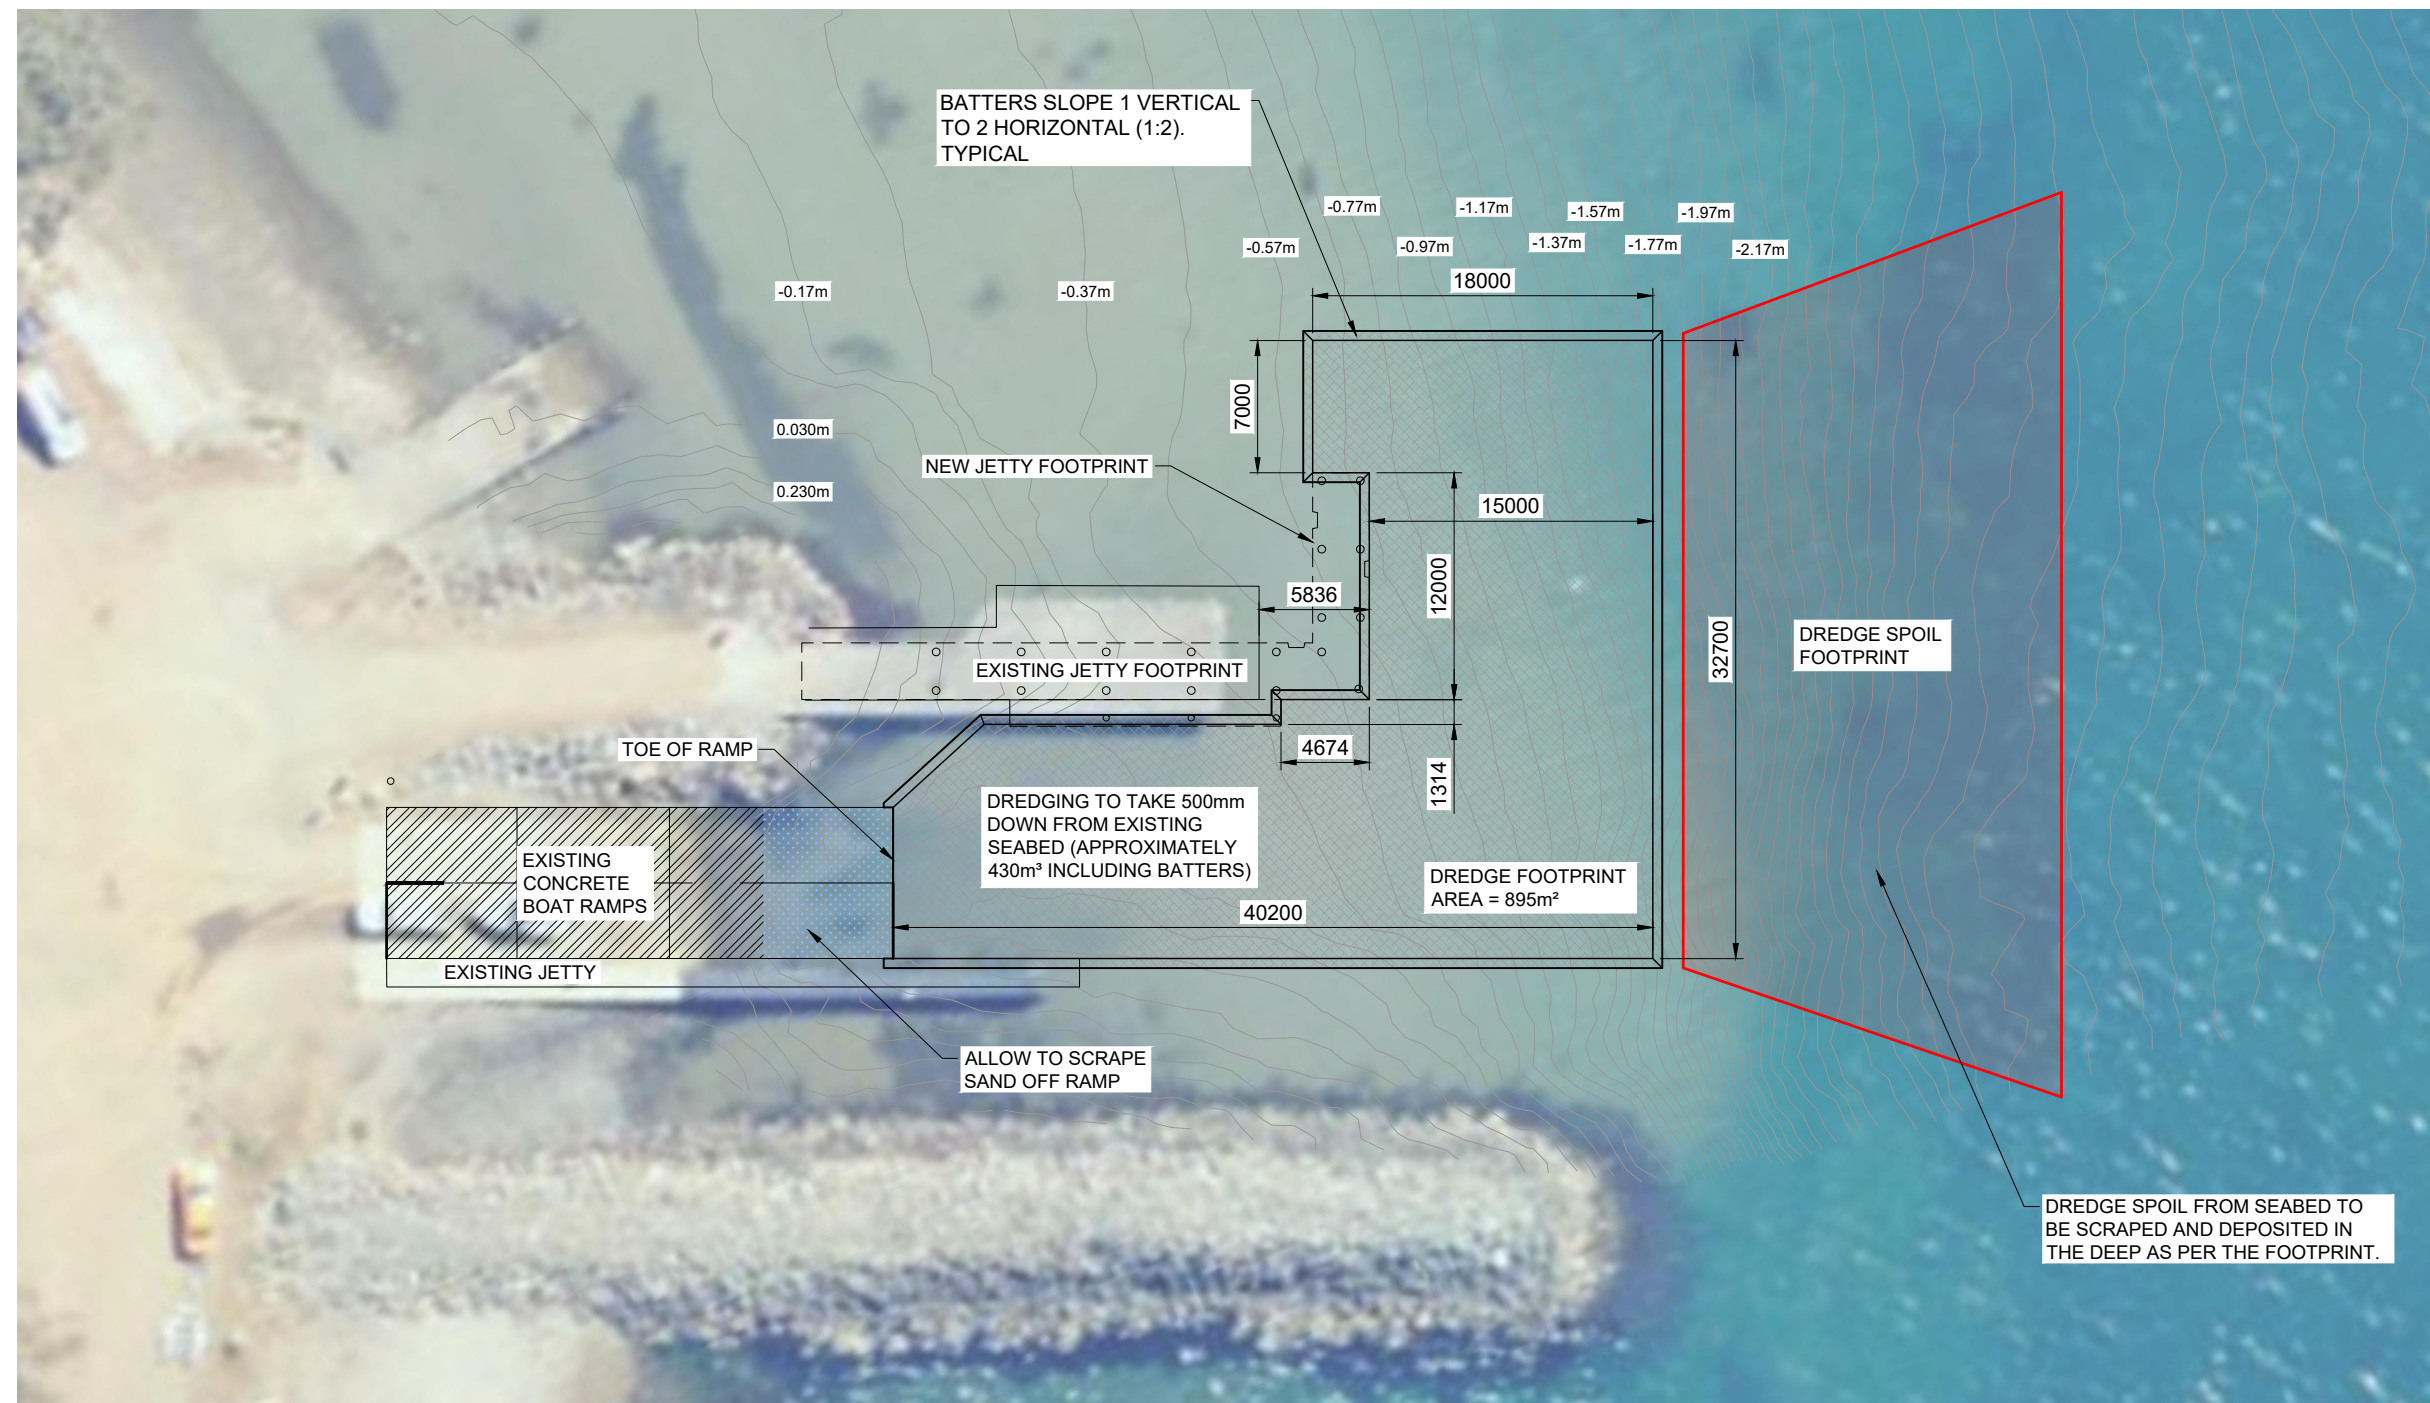 BATTERS SLOPE 1 VERTICAL
TO 2 HORIZONTAL (1:2).
TYPICAL
-0.77m
-1.17m
-1.57m
-1.97m
-0.57m
-0.97m
-1.37m
-1.77m
-2.17m
18000
-0.17m
-0.37m
7000
0.030m
NEW JETTY FOOTPRINT
0.230m
15000
12000
5836
EXISTING JETTY FOOTPRINT
32700
DREDGE SPOIL
FOOTPRINT
TOE OF RAMP
4674
1314
DREDGING TO TAKE 500mm
DOWN FROM EXISTING
SEABED (APPROXIMATELY
430m³ INCLUDING BATTERS)
EXISTING
CONCRETE
BOAT RAMPS
DREDGE FOOTPRINT
AREA = 895m²
40200
EXISTING JETTY
ALLOW TO SCRAPE
SAND OFF RAMP
DREDGE SPOIL FROM SEABED TO
BE SCRAPED AND DEPOSITED IN
THE DEEP AS PER THE FOOTPRINT.